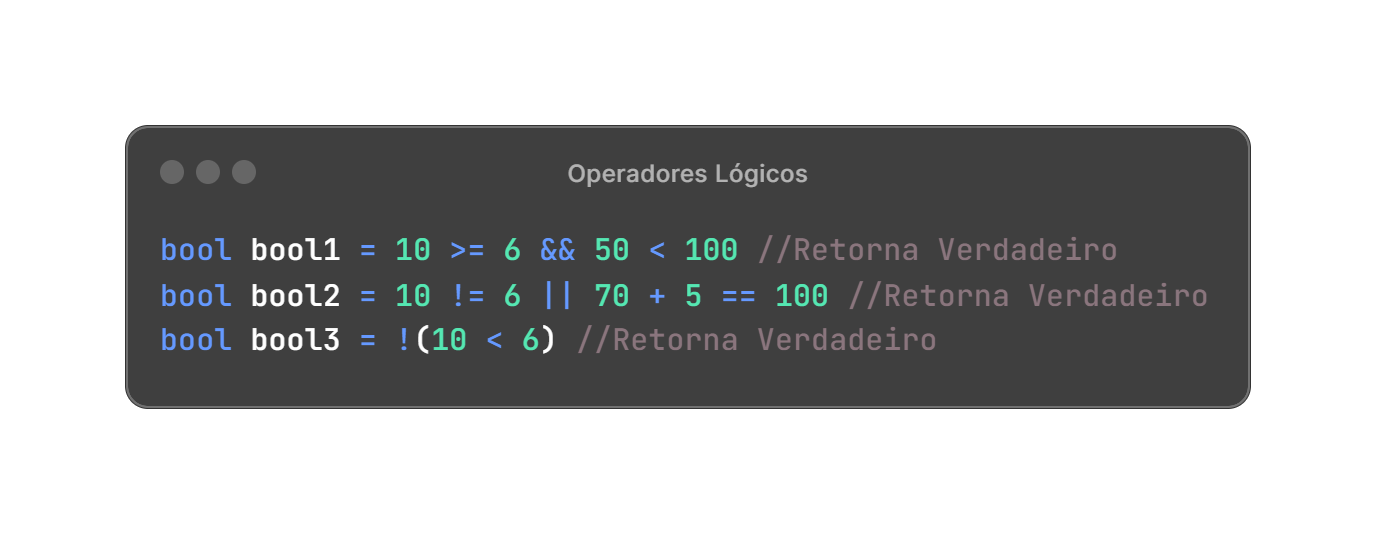 Operadores Lógicos
bool bool1 = 10 >= 6 && 50 < 100 //Retorna Verdadeiro
bool bool2 = 10 != 6 || 70 + 5 == 100 //Retorna Verdadeiro
bool bool3 = !(10 < 6) //Retorna Verdadeiro